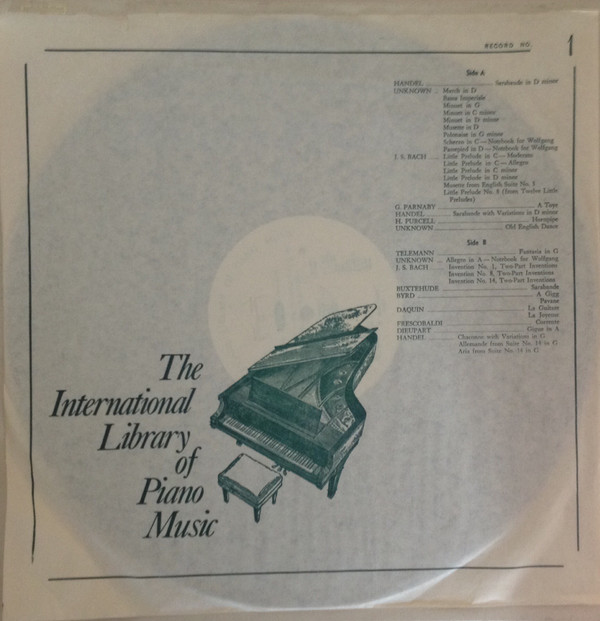 RECORD NO. 1
Side A
HANDEL Sarabande in D minor
UNKNOWN March in D
Basse Imperiale
Minuet in G
Minuet in C minor
Minuet in D minor
Musette in D
Polonaise in G minor
Scherzo in C—Notebook for Wolfgang
Passepied in D—Notebook for Wolfgang
J. S. BACH Little Prelude in C—Moderato
Little Prelude in C—Allegro
Little Prelude in C minor
Little Prelude in D minor
Musette from English Suite No. 3
Little Prelude No. 8 (from Twelve Little
Preludes)
G. FARNABY A Toye
HANDEL Sarabande with Variations in D minor
H. PURCELL Hornpipe
UNKNOWN Old English Dance
Side B
TELEMANN Fantasia in G
UNKNOWN Allegro in A—Notebook for Wolfgang
J. S. BACH Invention No. 1, Two-Part Inventions
Invention No. 8, Two-Part Inventions
Invention No. 14, Two-Part Inventions
BUXTEHUDE Sarabande
BYRD A Gigg
Pavane
DAQUIN La Guitare
La Joyeuse
FRESCOBALDI Corrente
DIEUPART Gigue in A
HANDEL Chaconne with Variations in G
Allemande from Suite No. 14 in G
Aria from Suite No. 14 in G
The
International
Library
of
Piano
Music